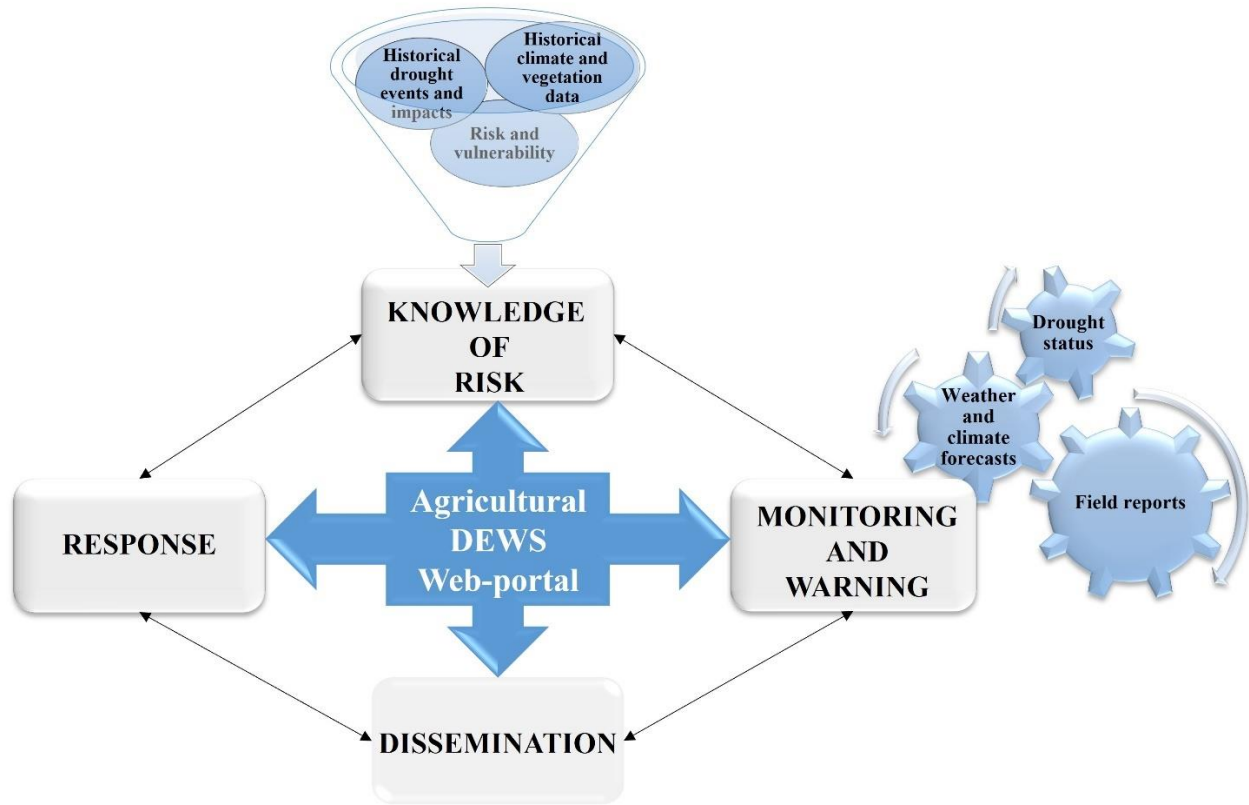 Historical
drought
events and
impacts
Historical
climate and
vegetation
data
Risk and
vulnerability
KNOWLEDGE
OF
RISK
Drought
status
Weather
and
climate
forecasts
Field reports
RESPONSE
Agricultural
DEWS
Web-portal
MONITORING
AND
WARNING
DISSEMINATION